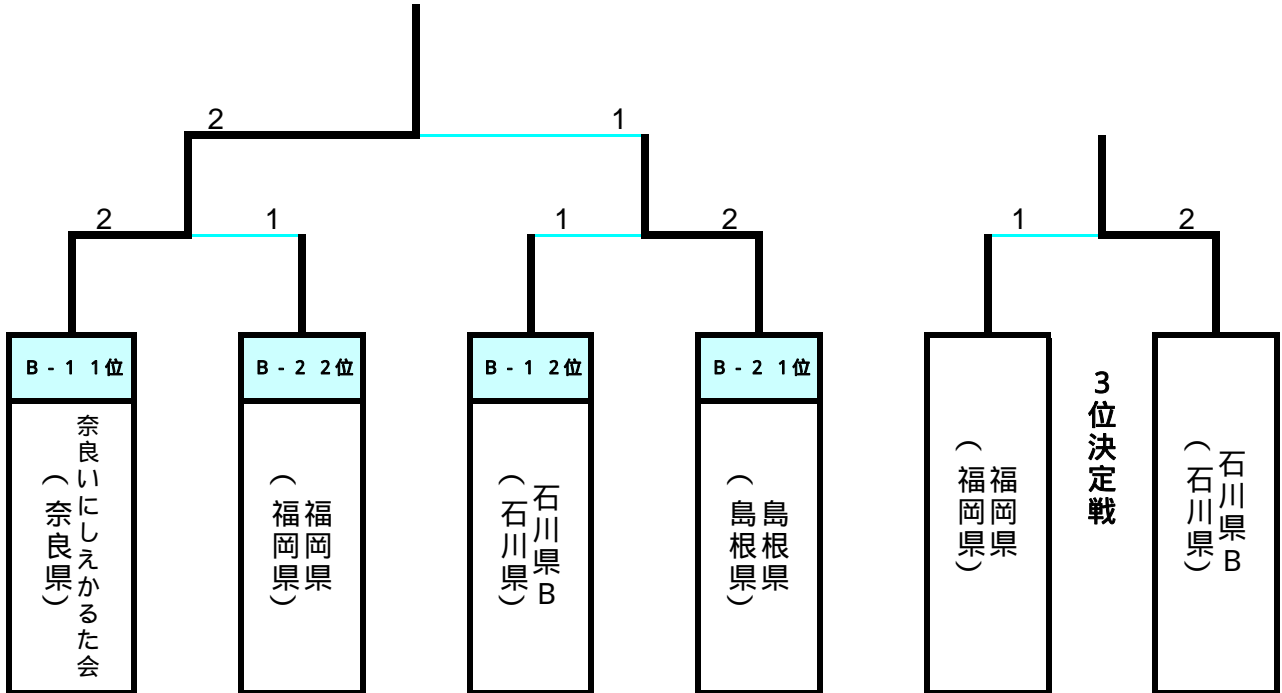 2
1
2
1
1
2
1
2
B - 1 1位
B - 2 2位
B - 1 2位
B - 2 1位
奈良いにしえかるた会
(奈良県)
福岡県
(福岡県)
石川県B
(石川県)
島根県
(島根県)
福岡県
(福岡県)
3位決定戦
石川県B
(石川県)